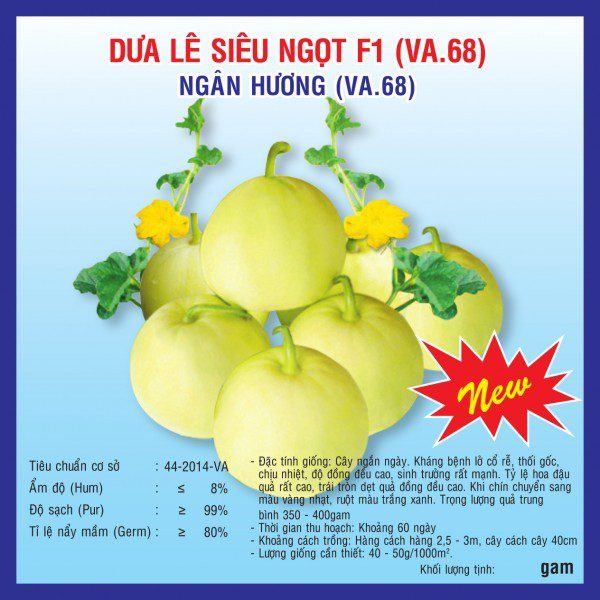 DƯA LÊ SIÊU NGỌT F1 (VA.68)
NGÂN HƯƠNG (VA.68)
New
Tiêu chuẩn cơ sở : 44-2014-VA
Ẩm độ (Hum) : ≤ 8%
Độ sạch (Pur) : ≥ 99%
Tỉ lệ nẩy mầm (Germ) : ≥ 80%
- Đặc tính giống: Cây ngắn ngày. Kháng bệnh lở cổ rễ, thối gốc,
chịu nhiệt, độ đồng đều cao, sinh trưởng rất mạnh. Tỷ lệ hoa đậu
quả rất cao, trái tròn dẹt quả đồng đều cao. Khi chín chuyển sang
màu vàng nhạt, ruột màu trắng xanh. Trọng lượng quả trung
bình 350 - 400gam
- Thời gian thu hoạch: Khoảng 60 ngày
- Khoảng cách trồng: Hàng cách hàng 2,5 - 3m, cây cách cây 40cm
- Lượng giống cần thiết: 40 - 50g/1000m².
Khối lượng tịnh: gam